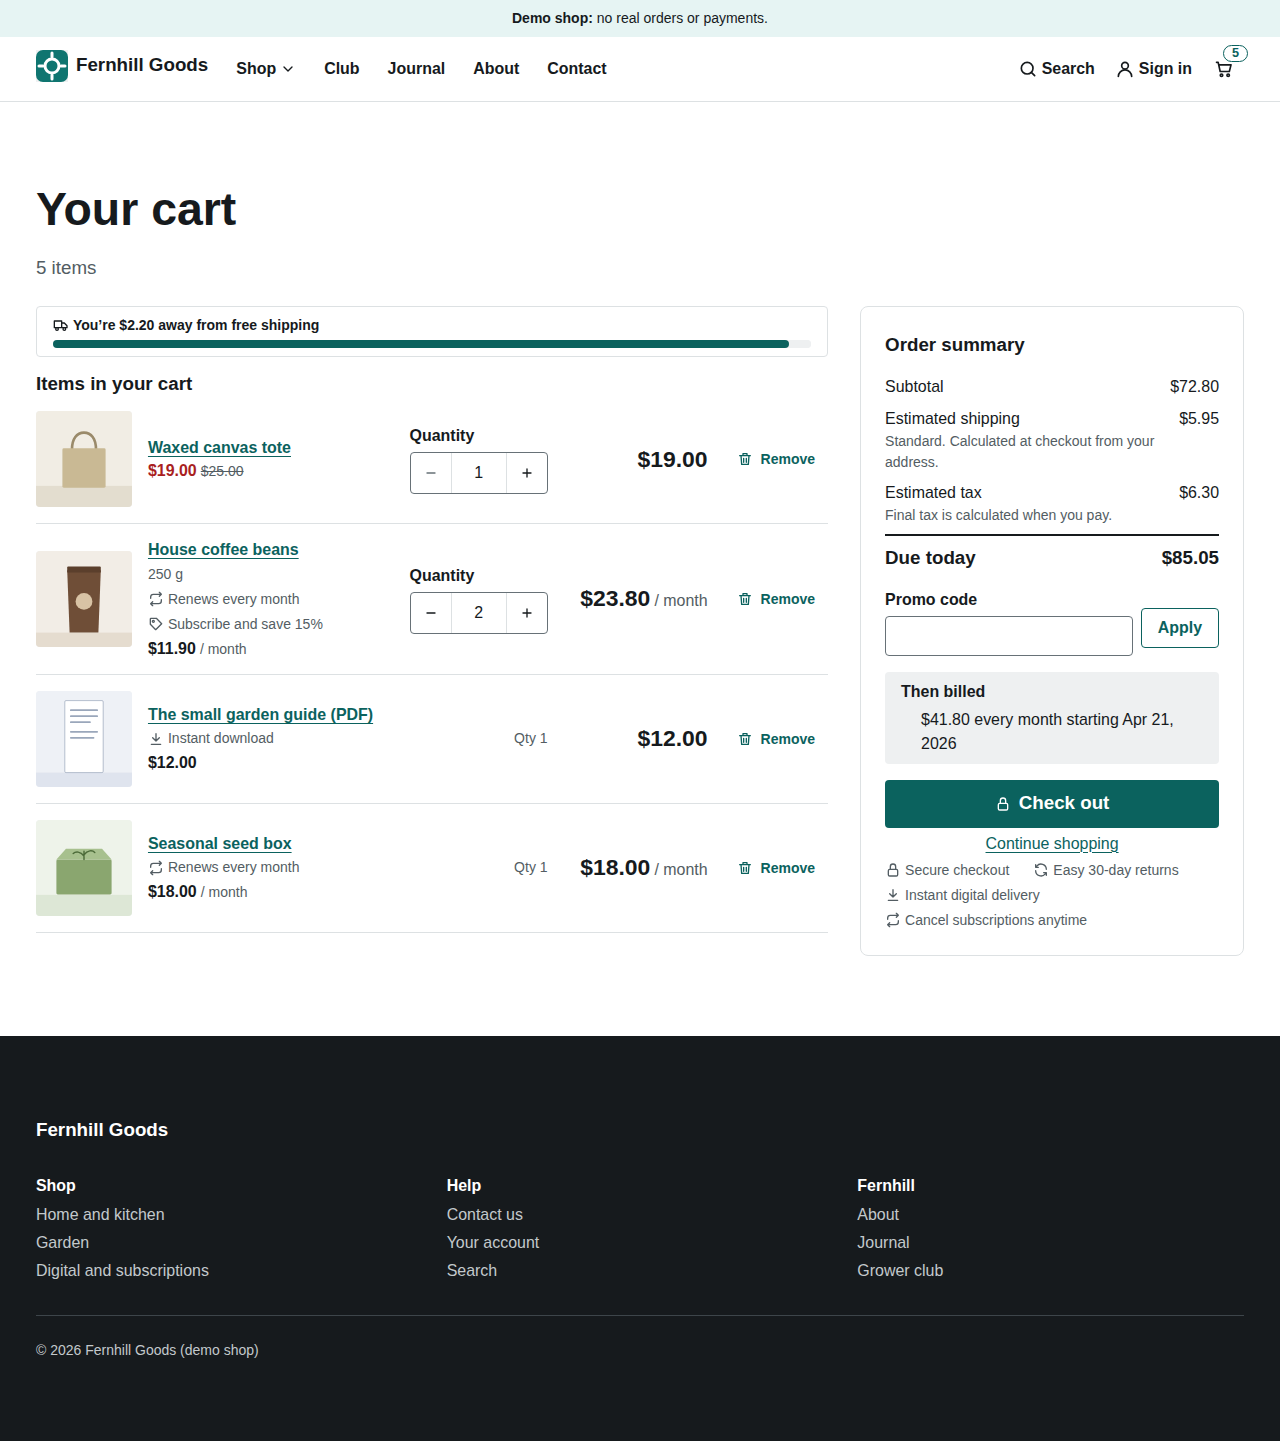 Demo shop: no real orders or payments.
Fernhill Goods
Shop
Club
Journal
About
Contact
Search
Sign in
5
Your cart
5 items
You’re $2.20 away from free shipping
Items in your cart
Waxed canvas tote
$19.00 $25.00
Quantity
− 1 +
$19.00
Remove
House coffee beans
250 g
Renews every month
Subscribe and save 15%
$11.90 / month
Quantity
− 2 +
$23.80 / month
Remove
The small garden guide (PDF)
Instant download
$12.00
Qty 1
$12.00
Remove
Seasonal seed box
Renews every month
$18.00 / month
Qty 1
$18.00 / month
Remove
Order summary
Subtotal $72.80
Estimated shipping $5.95
Standard. Calculated at checkout from your
address.
Estimated tax $6.30
Final tax is calculated when you pay.
Due today $85.05
Promo code
Apply
Then billed
$41.80 every month starting Apr 21,
2026
Check out
Continue shopping
Secure checkout
Easy 30-day returns
Instant digital delivery
Cancel subscriptions anytime
Fernhill Goods
Shop
Home and kitchen
Garden
Digital and subscriptions
Help
Contact us
Your account
Search
Fernhill
About
Journal
Grower club
© 2026 Fernhill Goods (demo shop)